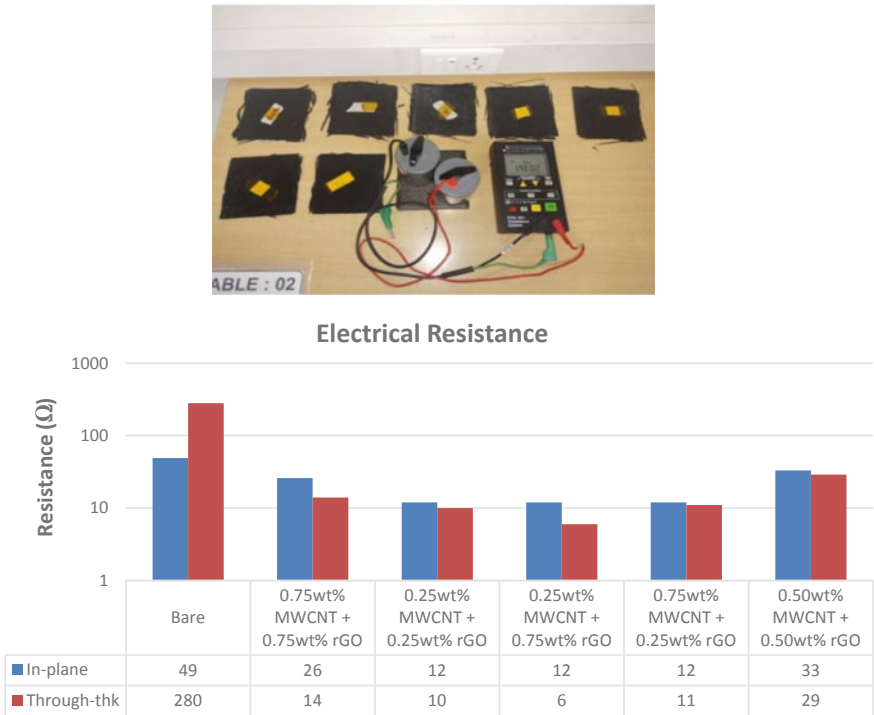 ABLE : 02
Electrical Resistance
Resistance (Ω)
1000
100
10
1
Bare
0.75wt%
MWCNT +
0.75wt% rGO
0.25wt%
MWCNT +
0.25wt% rGO
0.25wt%
MWCNT +
0.75wt% rGO
0.75wt%
MWCNT +
0.25wt% rGO
0.50wt%
MWCNT +
0.50wt% rGO
In-plane 49 26 12 12 12 33
Through-thk 280 14 10 6 11 29